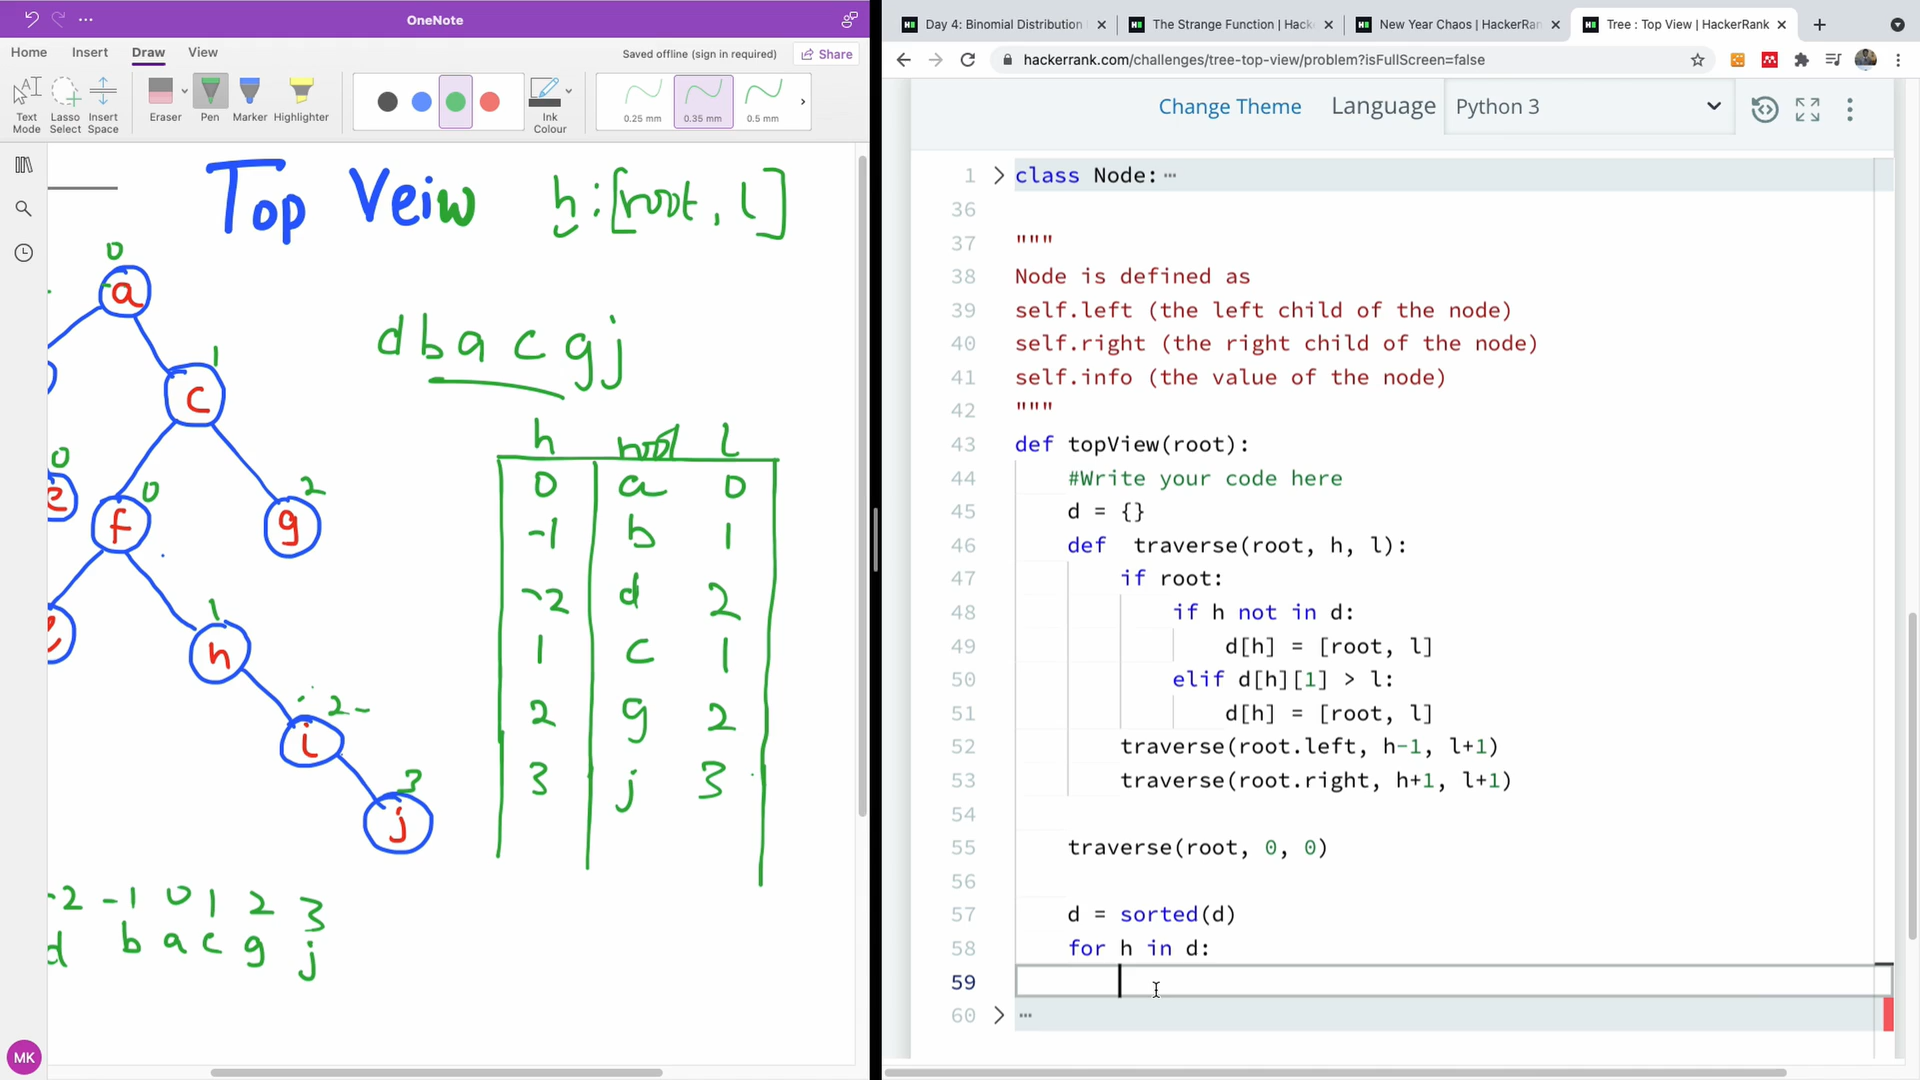 OneNote
Home Insert Draw View
Saved offline (sign in required) Share
Text Mode
Lasso Select
Insert Space
Eraser
Pen
Marker
Highlighter
Ink Colour
0.25 mm
0.35 mm
0.5 mm
Top Veiw h:[root, l]
0
a
d b a c g j
1
c
h root l
0 a 0
-1 b 1
-2 d 2
1 c 1
2 g 2
3 j 3
0
e
0
f
2
g
1
h
2
i
3
j
-2 -1 0 1 2 3
d b a c g j
MK
Day 4: Binomial Distribution
The Strange Function | Hack
New Year Chaos | HackerRan
Tree : Top View | HackerRank
hackerrank.com/challenges/tree-top-view/problem?isFullScreen=false
Change Theme Language Python 3
1 class Node:
36
37 """
38 Node is defined as
39 self.left (the left child of the node)
40 self.right (the right child of the node)
41 self.info (the value of the node)
42 """
43 def topView(root):
44 #Write your code here
45 d = {}
46 def traverse(root, h, l):
47 if root:
48 if h not in d:
49 d[h] = [root, l]
50 elif d[h][1] > l:
51 d[h] = [root, l]
52 traverse(root.left, h-1, l+1)
53 traverse(root.right, h+1, l+1)
54
55 traverse(root, 0, 0)
56
57 d = sorted(d)
58 for h in d:
59
60